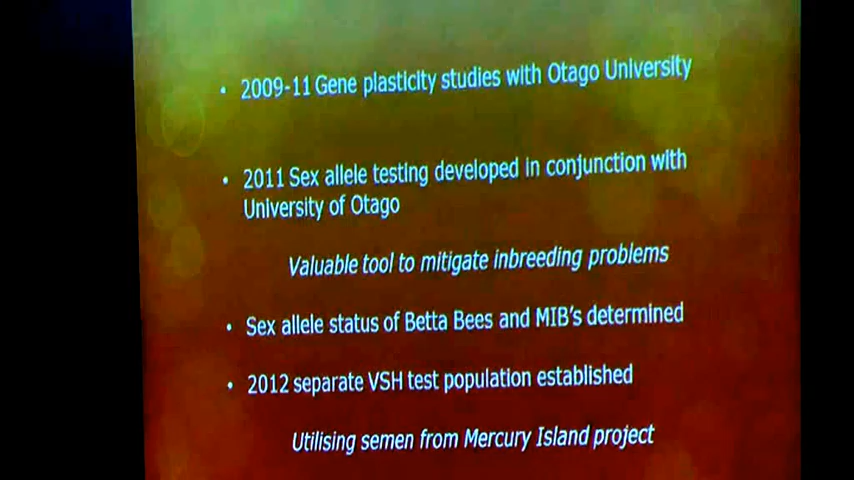 • 2009-11 Gene plasticity studies with Otago University
• 2011 Sex allele testing developed in conjunction with
University of Otago
Valuable tool to mitigate inbreeding problems
• Sex allele status of Betta Bees and MIB's determined
• 2012 separate VSH test population established
Utilising semen from Mercury Island project